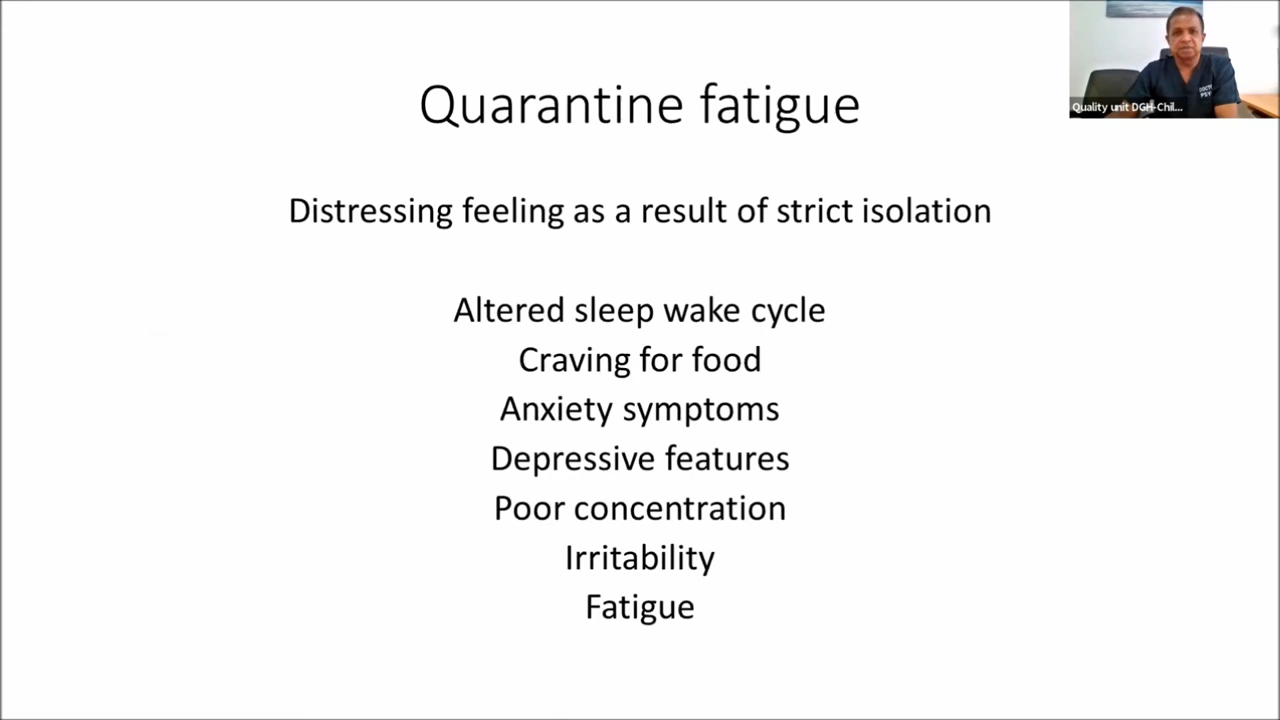 Quarantine fatigue
Distressing feeling as a result of strict isolation
Altered sleep wake cycle
Craving for food
Anxiety symptoms
Depressive features
Poor concentration
Irritability
Fatigue
Quality unit DGH-Chil...